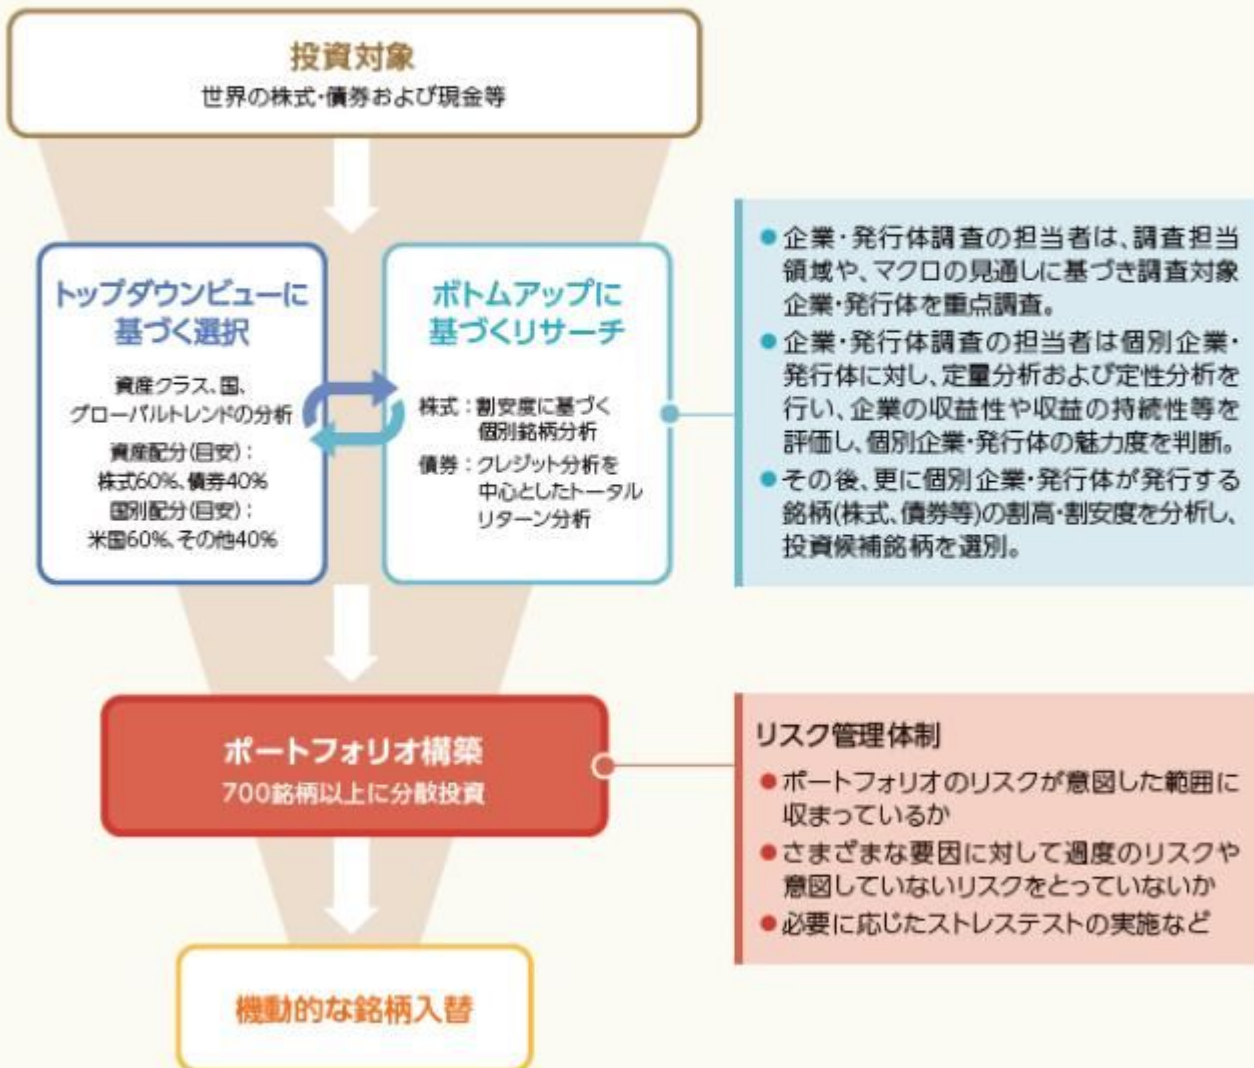 投資対象
世界の株式・債券および現金等
トップダウンビューに
基づく選択
資産クラス、国、
グローバルトレンドの分析
資産配分(目安)：
株式60%、債券40%
国別配分(目安)：
米国60%、その他40%
ボトムアップに
基づくリサーチ
株式：割安度に基づく
個別銘柄分析
債券：クレジット分析を
中心としたトータル
リターン分析
●企業・発行体調査の担当者は、調査担当
領域や、マクロの見通しに基づき調査対象
企業・発行体を重点調査。
●企業・発行体調査の担当者は個別企業・
発行体に対し、定量分析および定性分析を
行い、企業の収益性や収益の持続性等を
評価し、個別企業・発行体の魅力度を判断。
●その後、更に個別企業・発行体が発行する
銘柄(株式、債券等)の割高・割安度を分析し、
投資候補銘柄を選別。
ポートフォリオ構築
700銘柄以上に分散投資
リスク管理体制
●ポートフォリオのリスクが意図した範囲に
収まっているか
●さまざまな要因に対して過度のリスクや
意図していないリスクをとっていないか
●必要に応じたストレステストの実施など
機動的な銘柄入替